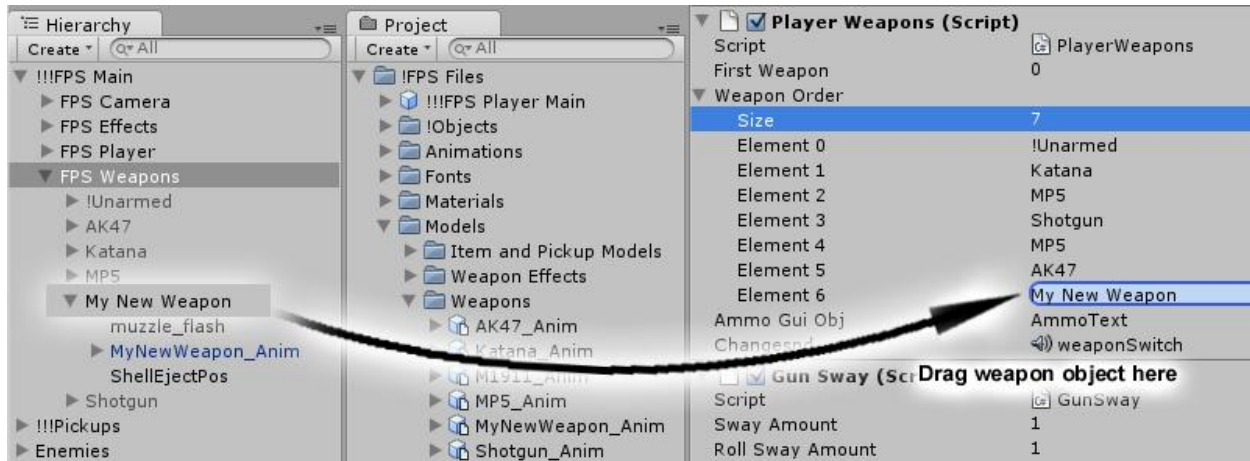 Hierarchy
Create
All
!!!FPS Main
FPS Camera
FPS Effects
FPS Player
FPS Weapons
!Unarmed
AK47
Katana
MP5
My New Weapon
muzzle_flash
MyNewWeapon_Anim
ShellEjectPos
Shotgun
!!!Pickups
Enemies
Project
Create
All
!FPS Files
!!!FPS Player Main
!Objects
Animations
Fonts
Materials
Models
Item and Pickup Models
Weapon Effects
Weapons
AK47_Anim
Katana_Anim
M1911_Anim
MP5_Anim
MyNewWeapon_Anim
Shotgun_Anim
Player Weapons (Script)
Script PlayerWeapons
First Weapon 0
Weapon Order
Size 7
Element 0 !Unarmed
Element 1 Katana
Element 2 MP5
Element 3 Shotgun
Element 4 MP5
Element 5 AK47
Element 6 My New Weapon
Ammo Gui Obj AmmoText
Changesnd weaponSwitch
Gun Sway (Scr
Drag weapon object here
Script GunSway
Sway Amount 1
Roll Sway Amount 1